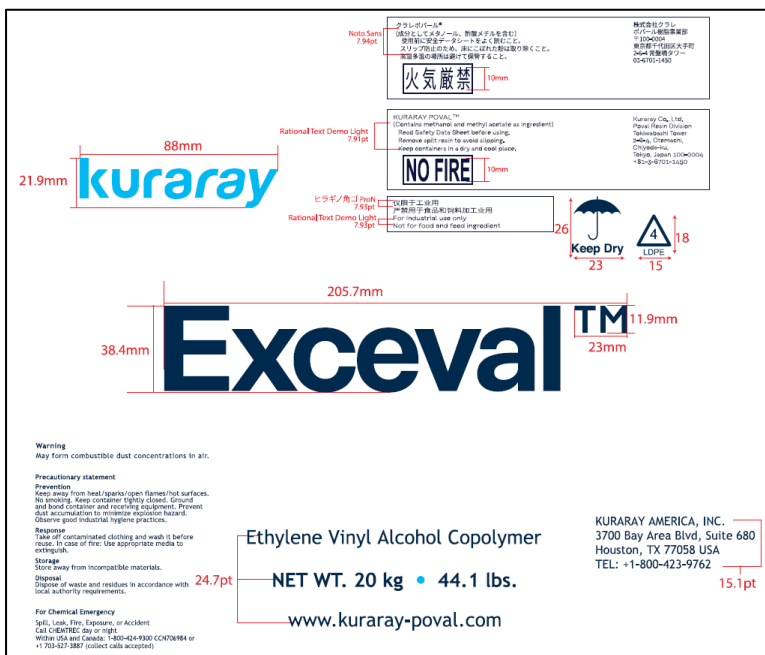 クラレポバール®
(成分としてメタノール、酢酸メチルを含む)
使用前に安全データシートをよく読むこと。
スリップ防止のため、床にこぼれた粉は取り除くこと。
高温多湿の場所は避けて保管すること。
火気厳禁
10mm
Noto Sans
7.94pt
株式会社クラレ
ポバール樹脂事業部
〒100-0004
東京都千代田区大手町
2-6-4 常盤橋タワー
03-6701-1450
KURARAY POVAL™
(Contains methanol and methyl acetate as ingredient)
Read Safety Data Sheet before using.
Remove spilt resin to avoid slipping.
Keep containers in a dry and cool place.
NO FIRE
10mm
Rational Text Demo Light
7.91pt
Kuraray Co., Ltd,
Poval Resin Division
Tokiwabashi Tower
2-6-4, Otemachi,
Chiyoda-ku,
Tokyo, Japan 100-0004
+81-3-6701-1450
88mm
21.9mm
kuraray
ヒラギノ角ゴ ProN
7.93pt
Rational Text Demo Light
7.93pt
仅限于工业用
严禁用于食品和饲料加工业用
For industrial use only
Not for food and feed ingredient
26
Keep Dry
23
4
LDPE
18
15
205.7mm
38.4mm
Exceval™
11.9mm
23mm
Warning
May form combustible dust concentrations in air.
Precautionary statement
Prevention
Keep away from heat/sparks/open flames/hot surfaces.
No smoking. Keep container tightly closed. Ground
and bond container and receiving equipment. Prevent
dust accumulation to minimize explosion hazard.
Observe good industrial hygiene practices.
Response
Take off contaminated clothing and wash it before
reuse. In case of fire: Use appropriate media to
extinguish.
Storage
Store away from incompatible materials.
Disposal
Dispose of waste and residues in accordance with
local authority requirements.
For Chemical Emergency
Spill, Leak, Fire, Exposure, or Accident
Call CHEMTREC day or night
Within USA and Canada: 1-800-424-9300 CCN706984 or
+1 703-527-3887 (collect calls accepted)
24.7pt
Ethylene Vinyl Alcohol Copolymer
NET WT. 20 kg • 44.1 lbs.
www.kuraray-poval.com
KURARAY AMERICA, INC.
3700 Bay Area Blvd, Suite 680
Houston, TX 77058 USA
TEL: +1-800-423-9762
15.1pt